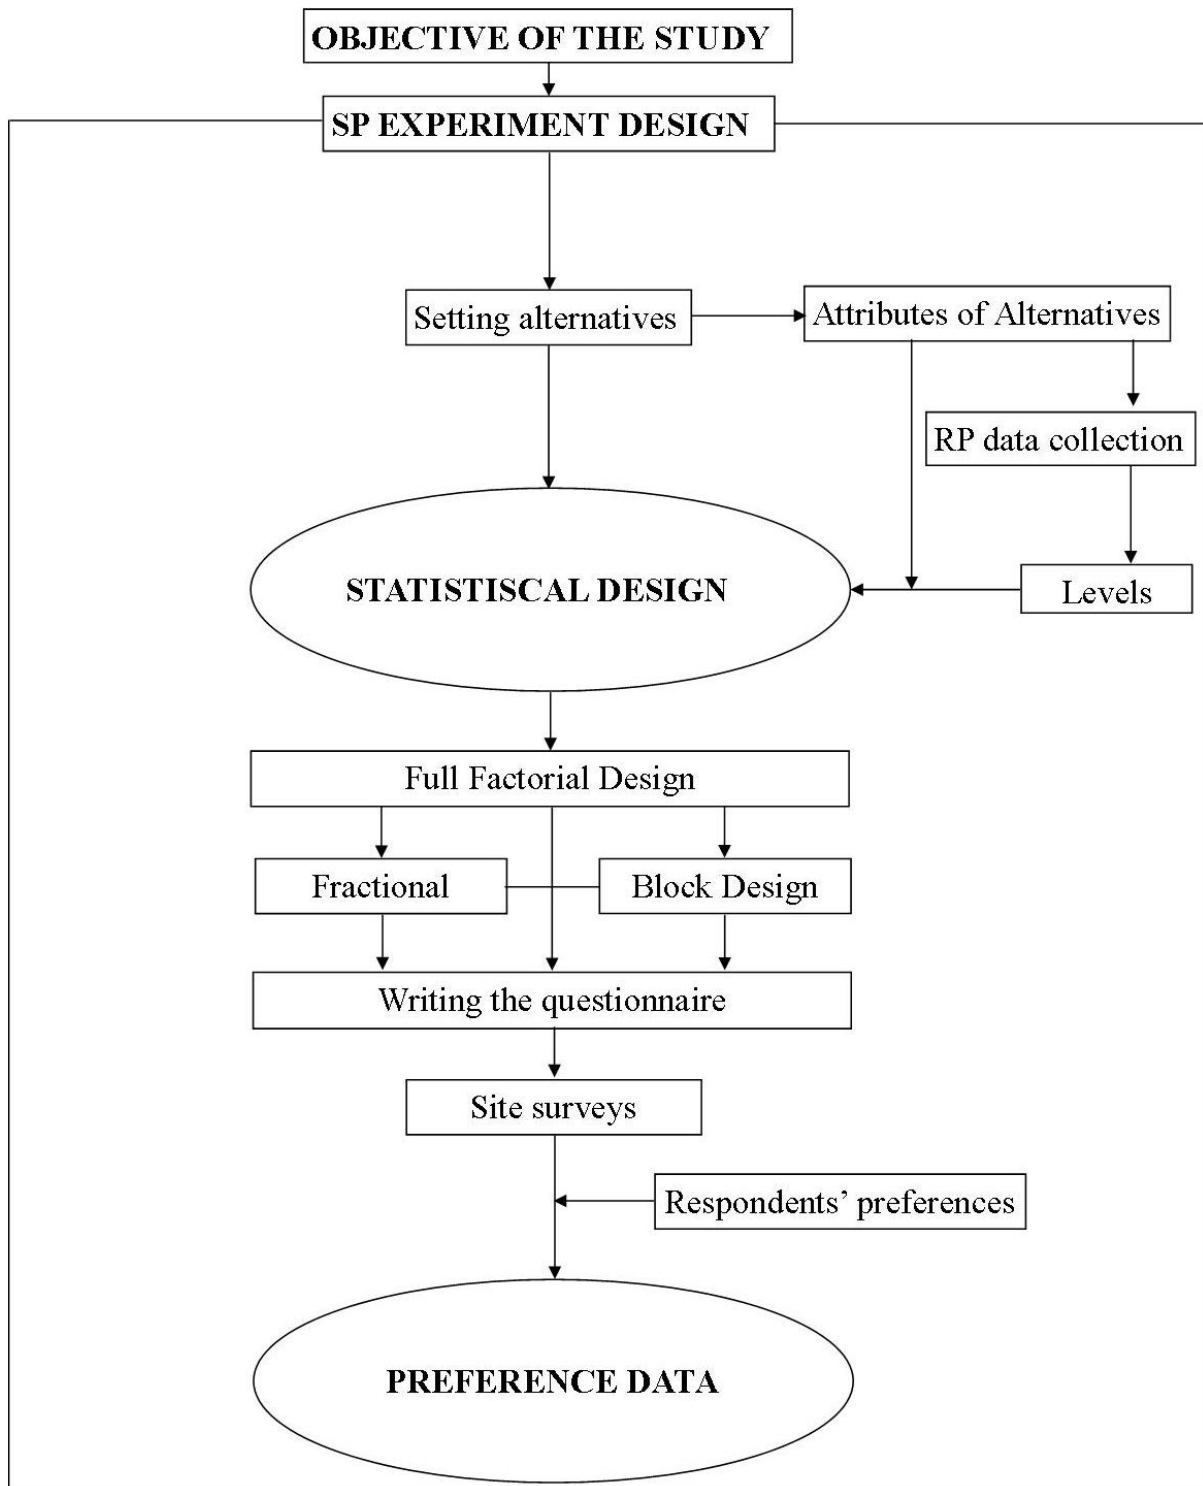 OBJECTIVE OF THE STUDY
SP EXPERIMENT DESIGN
Setting alternatives
Attributes of Alternatives
RP data collection
STATISTISCAL DESIGN
Levels
Full Factorial Design
Fractional
Block Design
Writing the questionnaire
Site surveys
Respondents’ preferences
PREFERENCE DATA